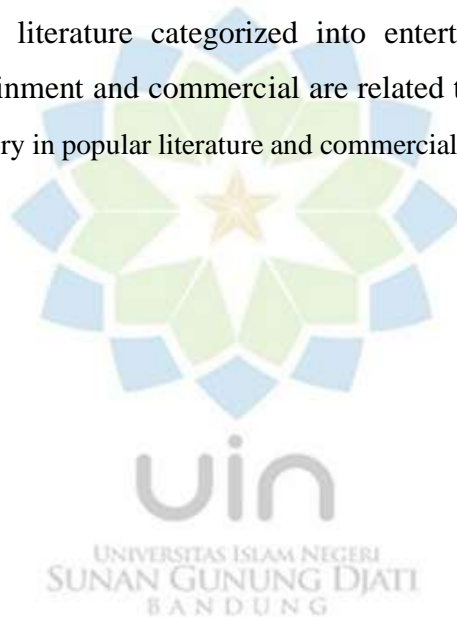 literature categorized into entert
inment and commercial are related t
ry in popular literature and commercial
uin
UNIVERSITAS ISLAM NEGERI
SUNAN GUNUNG DJATI
BANDUNG